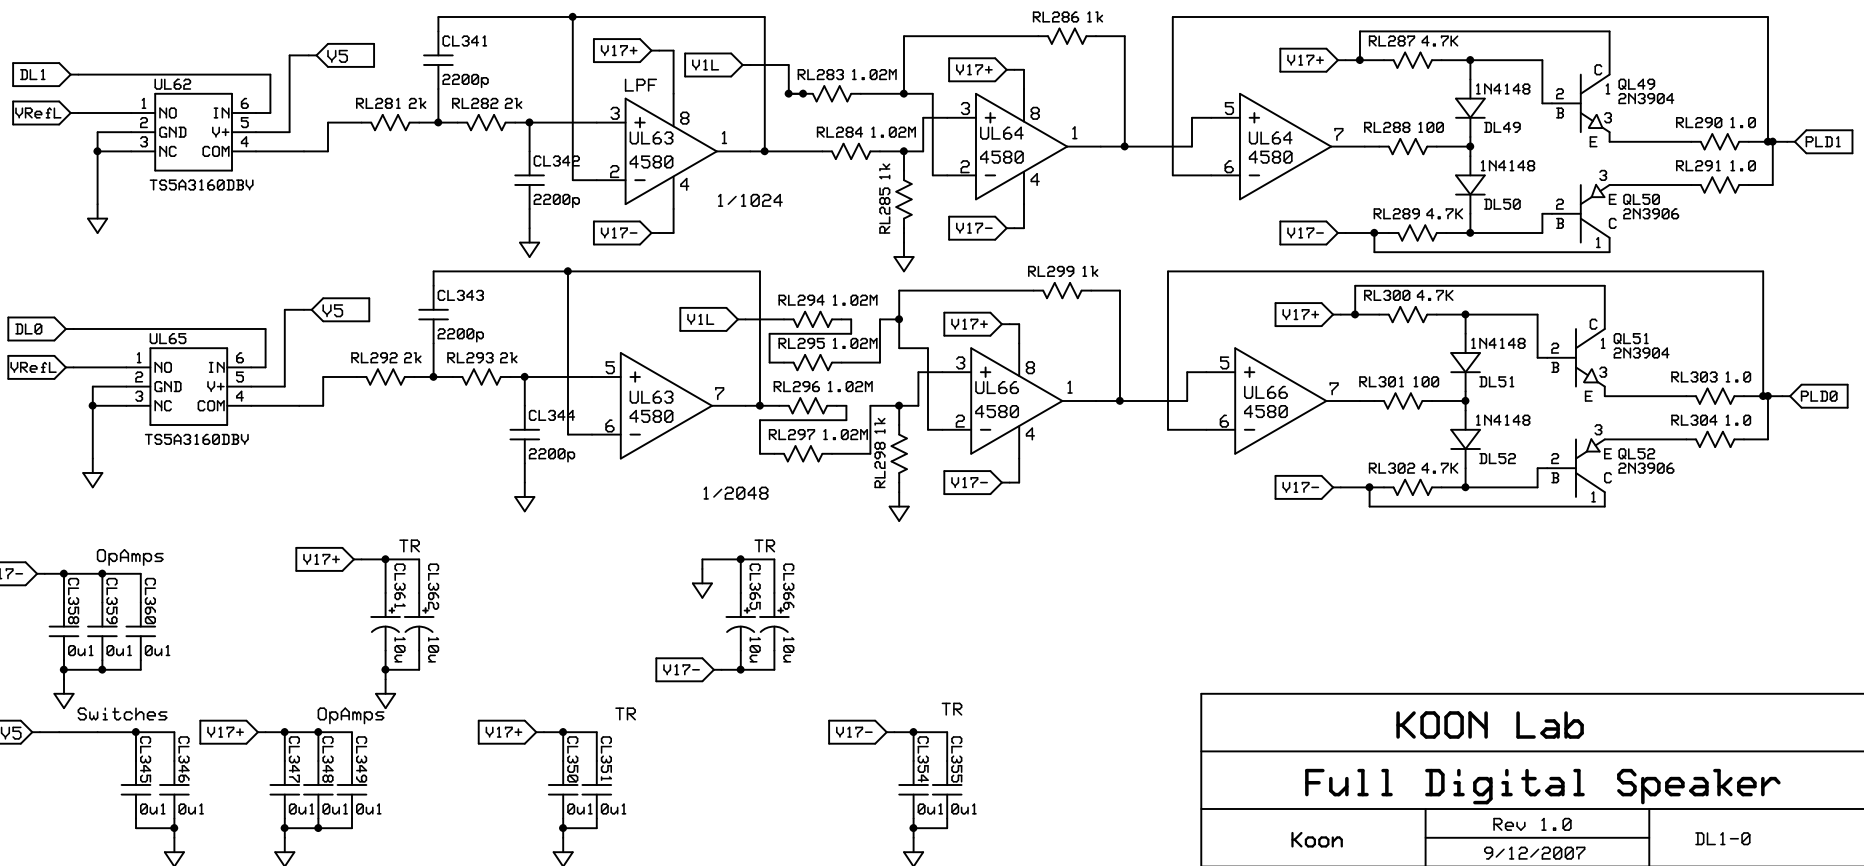 DL1
VRefL
UL62
1 NO
2 GND
3 NC
IN 6
V+ 5
COM 4
TS5A3160DBV
V5
RL281 2k
RL282 2k
CL341
2200p
CL342
2200p
V17+
LPF
3 +
8
UL63
4580
1
2 −
4
V17-
1/1024
V1L
RL283 1.02M
RL284 1.02M
RL285 1k
RL286 1k
V17+
3 +
8
UL64
4580
1
2 −
4
V17-
5 +
UL64
4580
7
6 −
V17+
RL287 4.7K
1N4148
DL49
RL288 100
1N4148
DL50
RL289 4.7K
V17-
C
2
B
1
3
E
QL49
2N3904
RL290 1.0
RL291 1.0
PLD1
3
E
2
B
C
1
QL50
2N3906
DL0
VRefL
UL65
1 NO
2 GND
3 NC
IN 6
V+ 5
COM 4
TS5A3160DBV
V5
RL292 2k
RL293 2k
CL343
2200p
CL344
2200p
5 +
UL63
4580
7
6 −
1/2048
V1L
RL294 1.02M
RL295 1.02M
RL296 1.02M
RL297 1.02M
RL298 1k
RL299 1k
V17+
3 +
8
UL66
4580
1
2 −
4
V17-
5 +
UL66
4580
7
6 −
V17+
RL300 4.7K
1N4148
DL51
RL301 100
1N4148
DL52
RL302 4.7K
V17-
C
2
B
1
3
E
QL51
2N3904
RL303 1.0
RL304 1.0
PLD0
3
E
2
B
C
1
QL52
2N3906
17-
OpAmps
CL358
CL359
CL360
0u1 0u1 0u1
V17+
TR
CL361
CL362
+ +
10u
10u
TR
CL365
CL366
+ +
10u
10u
V17-
V5
Switches
CL345
CL346
0u1 0u1
V17+
OpAmps
CL347
CL348
CL349
0u1 0u1 0u1
V17+
TR
CL350
CL351
0u1 0u1
V17-
TR
CL354
CL355
0u1 0u1
KOON Lab
Full Digital Speaker
Koon
Rev 1.0
9/12/2007
DL1-0